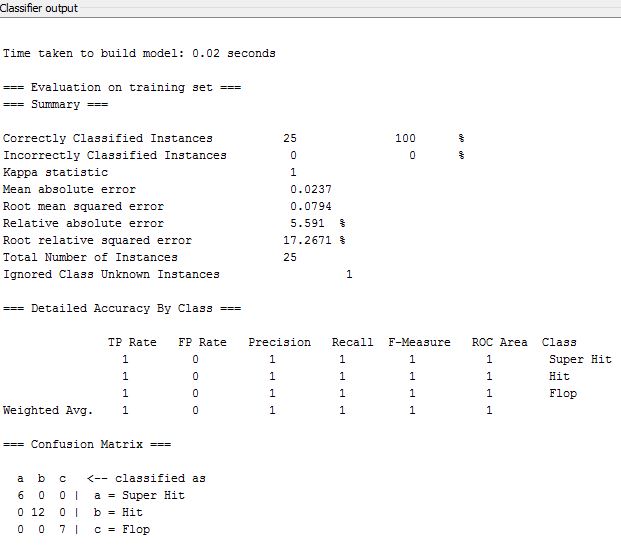 Classifier output
Time taken to build model: 0.02 seconds
=== Evaluation on training set ===
=== Summary ===
Correctly Classified Instances          25              100      %
Incorrectly Classified Instances         0                0      %
Kappa statistic                          1
Mean absolute error                      0.0237
Root mean squared error                  0.0794
Relative absolute error                  5.591  %
Root relative squared error             17.2671 %
Total Number of Instances               25
Ignored Class Unknown Instances                  1
=== Detailed Accuracy By Class ===
               TP Rate   FP Rate   Precision   Recall  F-Measure   ROC Area  Class
                 1         0          1         1         1          1        Super Hit
                 1         0          1         1         1          1        Hit
                 1         0          1         1         1          1        Flop
Weighted Avg.    1         0          1         1         1          1
=== Confusion Matrix ===
  a  b  c   <-- classified as
  6  0  0 |  a = Super Hit
  0 12  0 |  b = Hit
  0  0  7 |  c = Flop